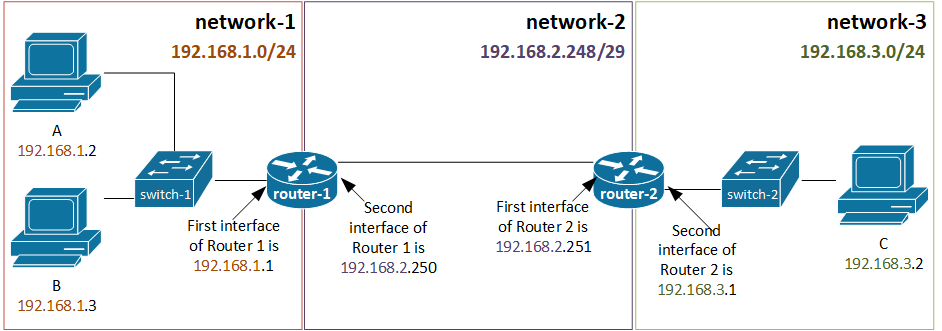 network-1
192.168.1.0/24
network-2
192.168.2.248/29
network-3
192.168.3.0/24
A
192.168.1.2
switch-1
router-1
B
192.168.1.3
First interface
of Router 1 is
192.168.1.1
Second
interface of
Router 1 is
192.168.2.250
First interface
of Router 2 is
192.168.2.251
router-2
Second
interface of
Router 2 is
192.168.3.1
switch-2
C
192.168.3.2